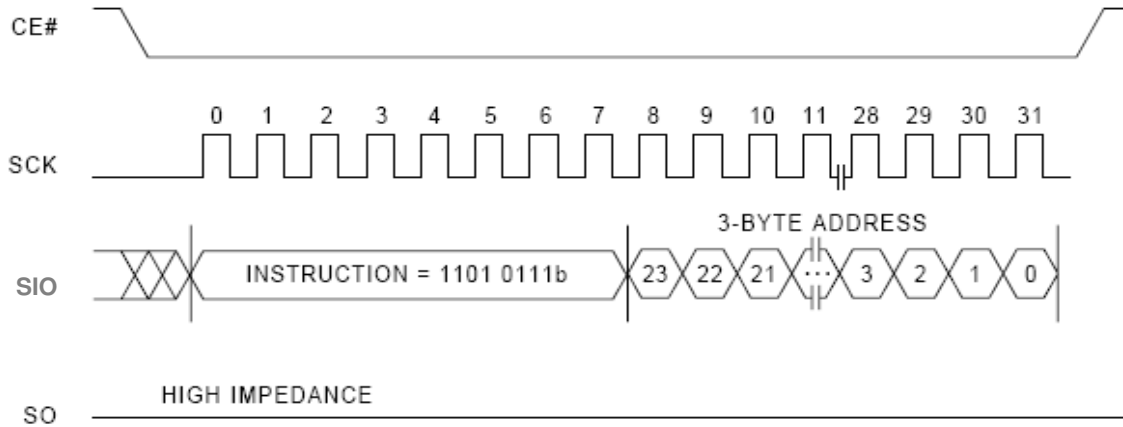 CE#
0 1 2 3 4 5 6 7 8 9 10 11 28 29 30 31
SCK
3-BYTE ADDRESS
SIO INSTRUCTION = 1101 0111b 23 22 21 ... 3 2 1 0
HIGH IMPEDANCE
SO